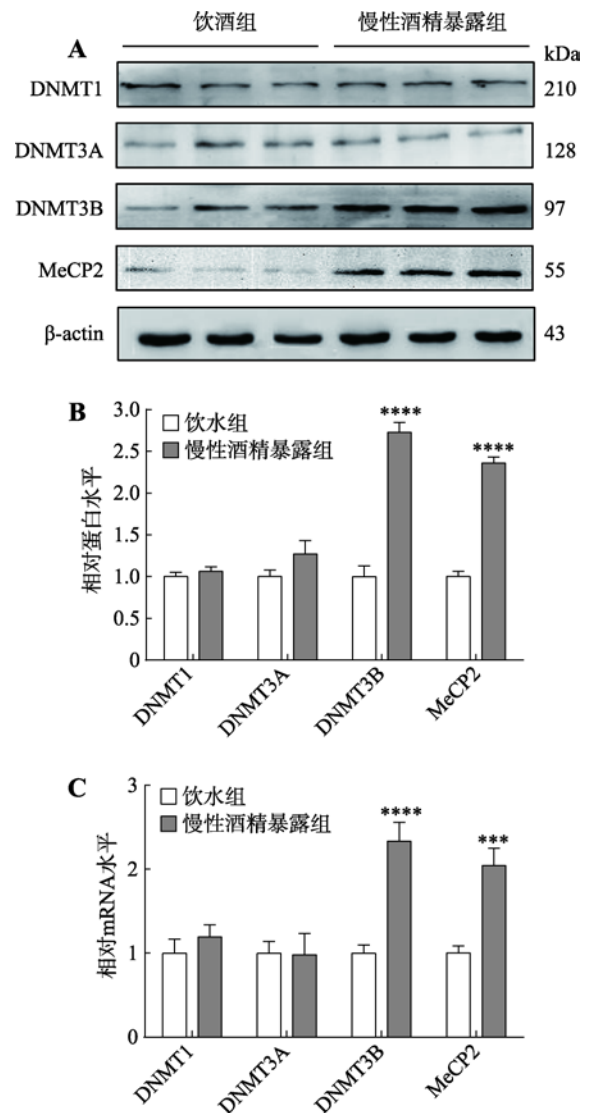 饮酒组 慢性酒精暴露组
A kDa
DNMT1 210
DNMT3A 128
DNMT3B 97
MeCP2 55
β-actin 43
B
3.0
2.5
1.5
1.0
0.5
0
相对蛋白水平
饮水组
慢性酒精暴露组
****
****
DNMT1
DNMT3A
DNMT3B
MeCP2
C
3
2
1
0
相对mRNA水平
饮水组
慢性酒精暴露组
****
***
DNMT1
DNMT3A
DNMT3B
MeCP2